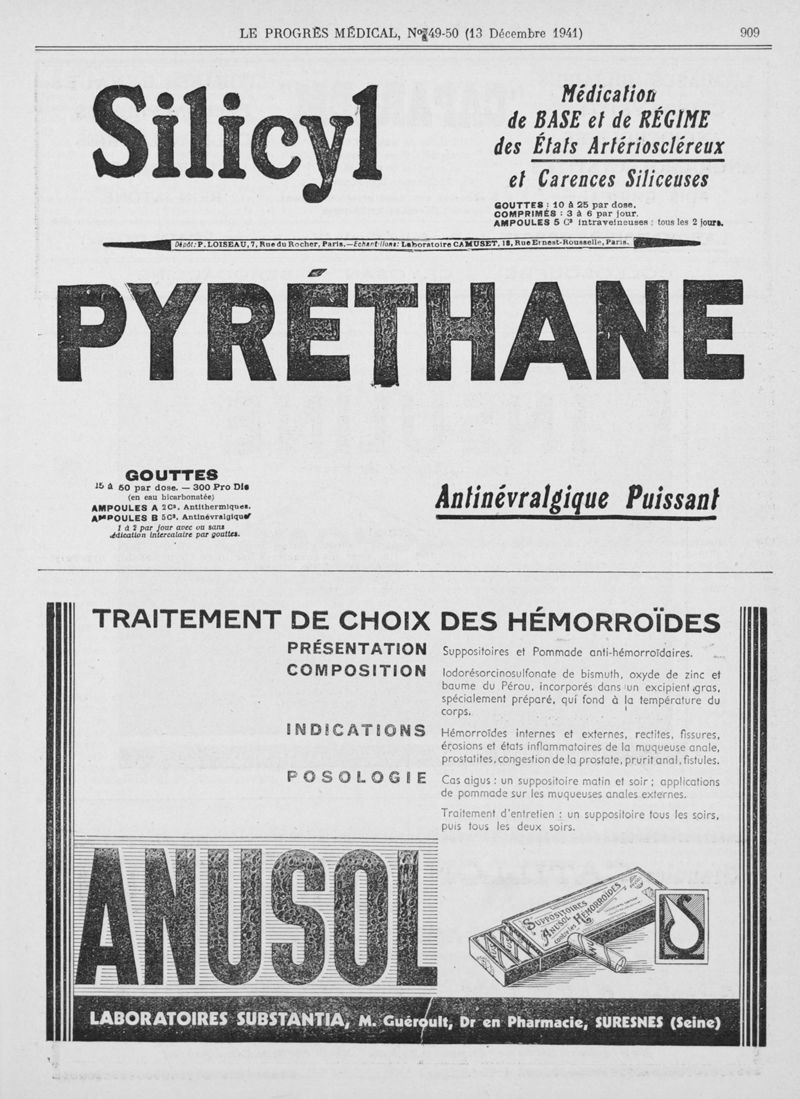 LE PROGRÈS MÉDICAL, Nos 49-50 (13 Décembre 1941) 909
Silicyl
Médication
de BASE et de RÉGIME
des États Artérioscléreux
et Carences Siliceuses
GOUTTES : 10 à 25 par dose.
COMPRIMÉS : 3 à 6 par jour.
AMPOULES 5 Cᶟ intraveineuses : tous les 2 jours.
Dépôt: P. LOISEAU, 7, Rue du Rocher, Paris. — Échantillons: Laboratoire CAMUSET, 18, Rue Ernest-Rousselle, Paris.
PYRÉTHANE
GOUTTES
15 à 50 par dose. — 300 Pro Die
(en eau bicarbonatée)
AMPOULES A 2Cᶟ. Antithermiques.
AMPOULES B 5Cᶟ. Antinévralgiques
1 à 2 par jour avec ou sans
édication intercalaire par gouttes.
Antinévralgique Puissant
TRAITEMENT DE CHOIX DES HÉMORROÏDES
PRÉSENTATION Suppositoires et Pommade anti-hémorroïdaires.
COMPOSITION Iodorésorcinosulfonate de bismuth, oxyde de zinc et
baume du Pérou, incorporés dans un excipient gras,
spécialement préparé, qui fond à la température du
corps.
INDICATIONS Hémorroïdes internes et externes, rectites, fissures,
érosions et états inflammatoires de la muqueuse anale,
prostatites, congestion de la prostate, prurit anal, fistules.
POSOLOGIE Cas aigus : un suppositoire matin et soir ; applications
de pommade sur les muqueuses anales externes.
Traitement d'entretien : un suppositoire tous les soirs,
puis tous les deux soirs.
ANUSOL
SUPPOSITOIRES
ANUSOL
contre les HÉMORROÏDES
LABORATOIRES SUBSTANTIA, M. Guéroult, Dr en Pharmacie, SURESNES (Seine)